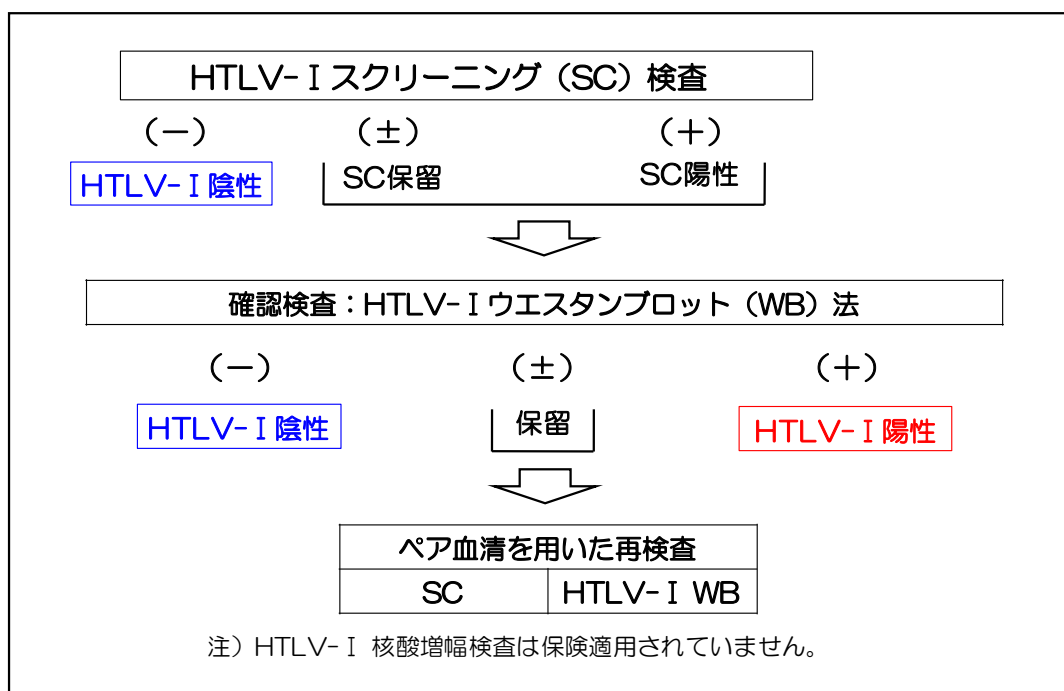 HTLV-Ⅰスクリーニング（SC）検査
（－） （±） （＋）
HTLV-Ⅰ陰性 SC保留 SC陽性
確認検査：HTLV-Ⅰウエスタンブロット（WB）法
（－） （±） （＋）
HTLV-Ⅰ陰性 保留 HTLV-Ⅰ陽性
ペア血清を用いた再検査
SC HTLV-Ⅰ WB
注）HTLV-Ⅰ 核酸増幅検査は保険適用されていません。